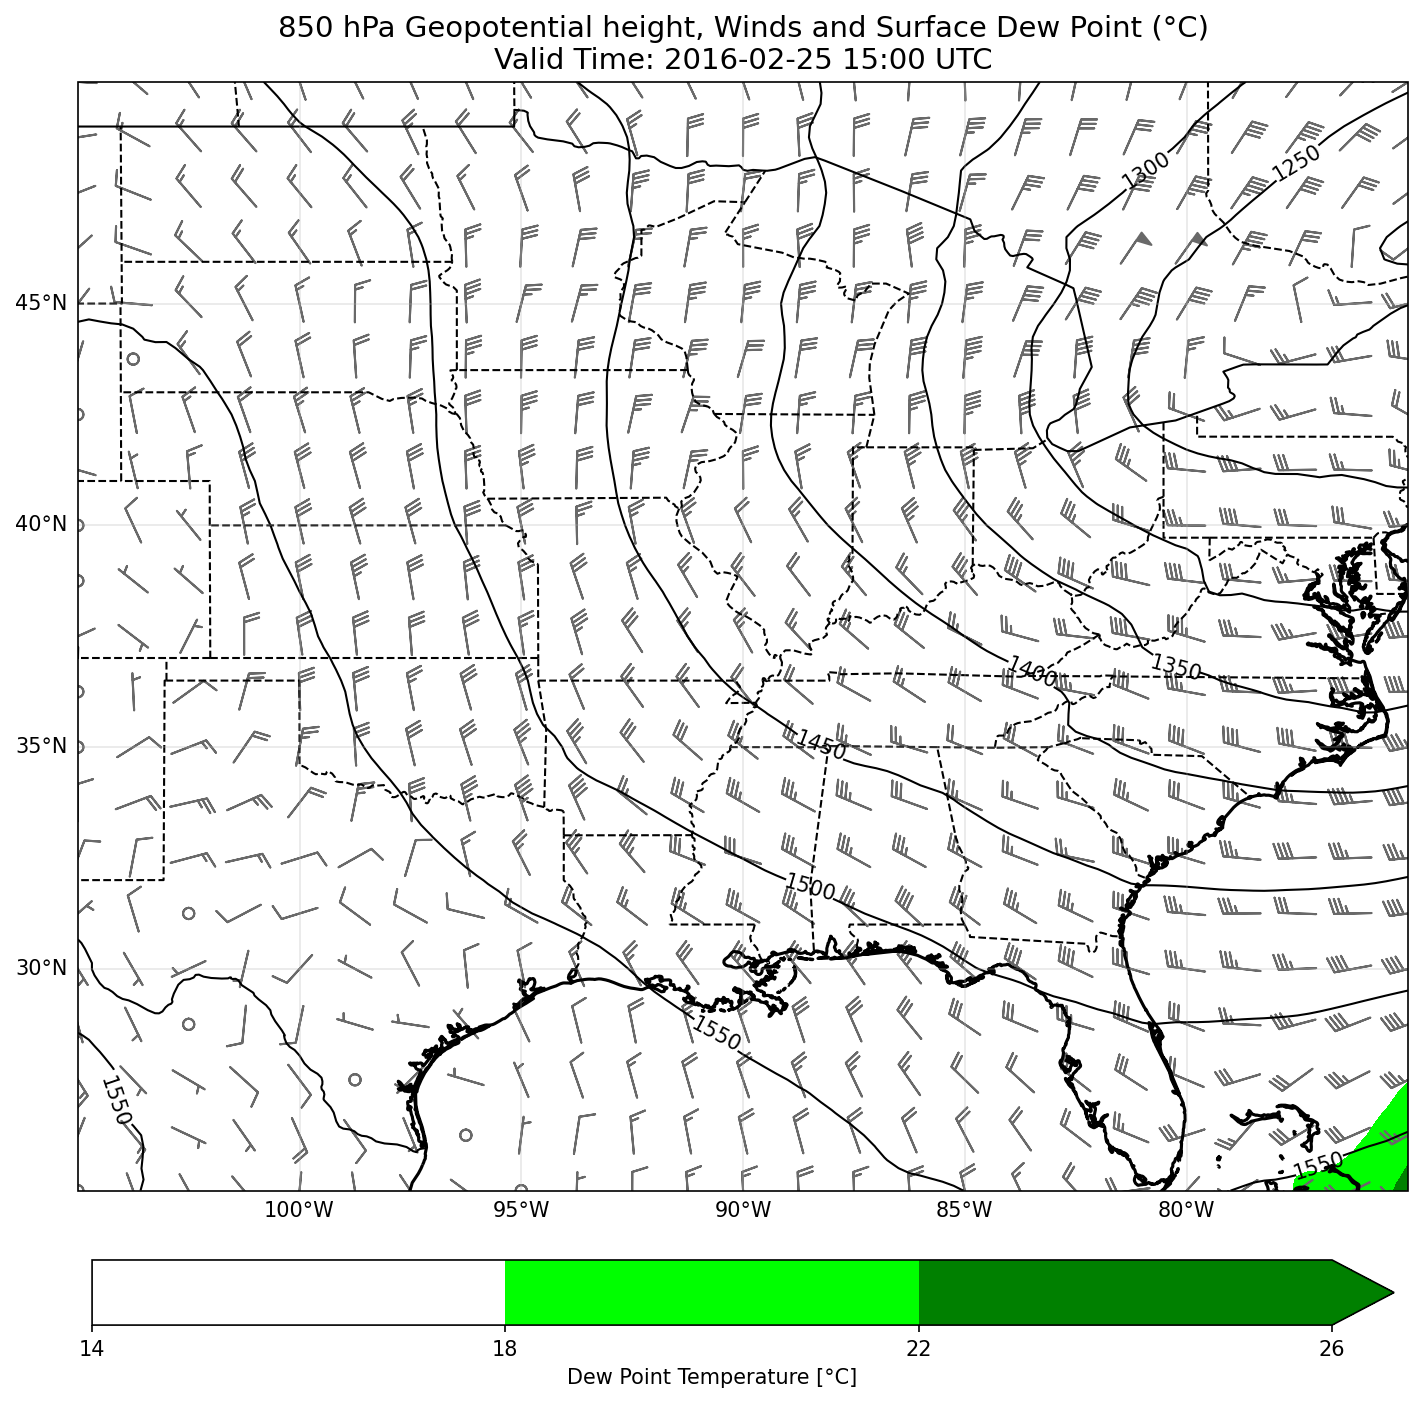 850 hPa Geopotential height, Winds and Surface Dew Point (°C)
Valid Time: 2016-02-25 15:00 UTC
1300
1250
45°N
40°N
1400
1350
35°N
1450
1500
30°N
1550
1550
1550
100°W
95°W
90°W
85°W
80°W
14
18
22
26
Dew Point Temperature [°C]